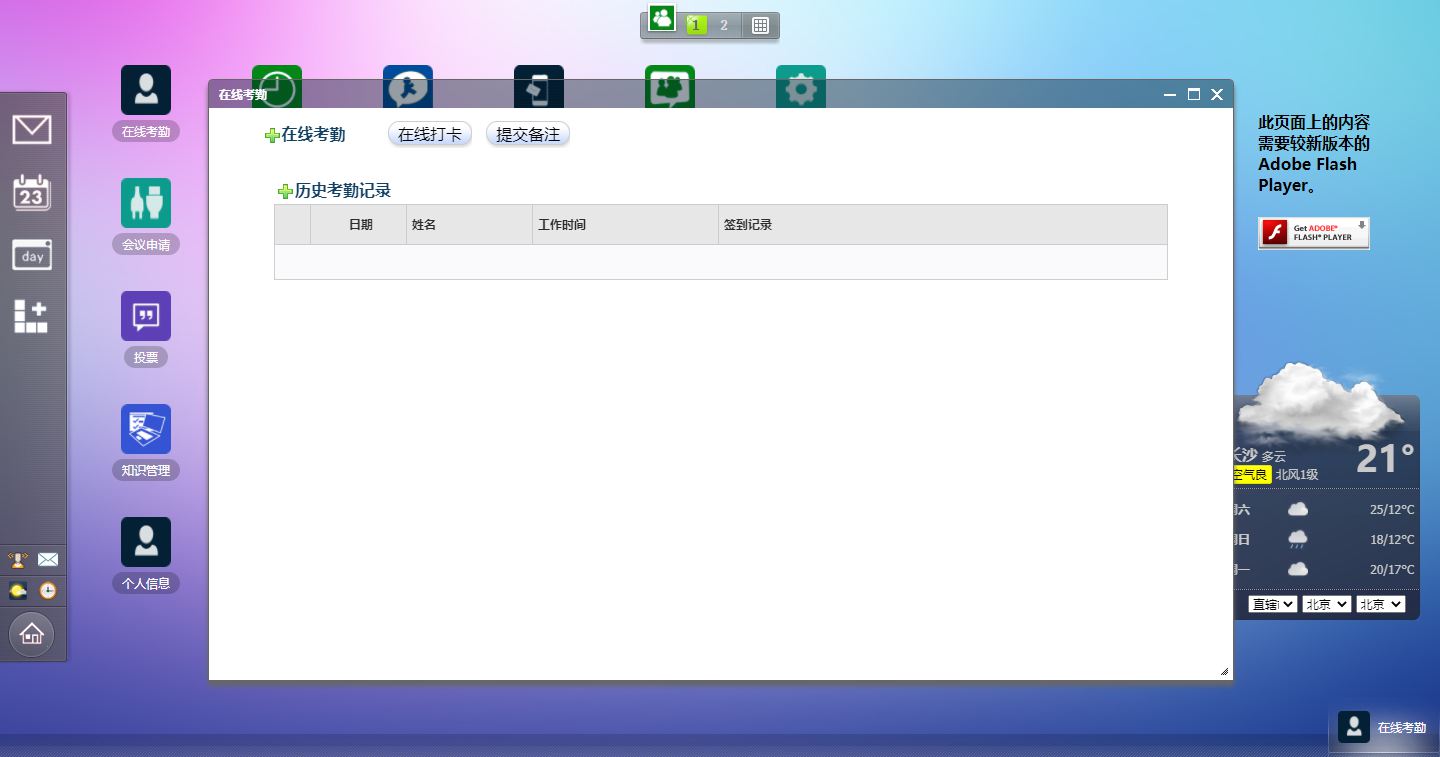 1 2
23
day
在线考勤
会议申请
投票
知识管理
个人信息
在线考勤
在线考勤 在线打卡 提交备注
历史考勤记录
日期 姓名 工作时间 签到记录
此页面上的内容
需要较新版本的
Adobe Flash
Player。
Get ADOBE®
FLASH® PLAYER
长沙 多云 21°
空气良 北风1级
周六 25/12°C
周日 18/12°C
周一 20/17°C
直辖 北京 北京
在线考勤